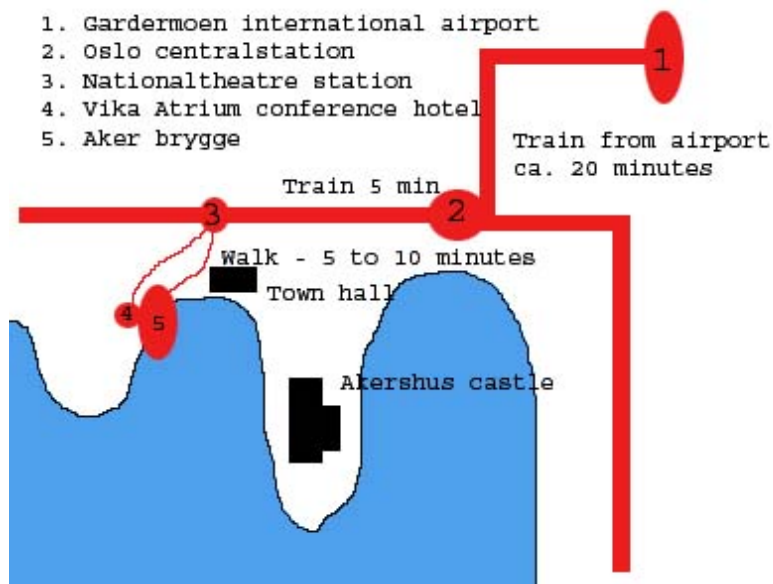 1. Gardermoen international airport
2. Oslo centralstation
3. Nationaltheatre station
4. Vika Atrium conference hotel
5. Aker brygge
1
Train from airport
ca. 20 minutes
Train 5 min
2
3
Walk - 5 to 10 minutes
Town hall
4
5
Akershus castle